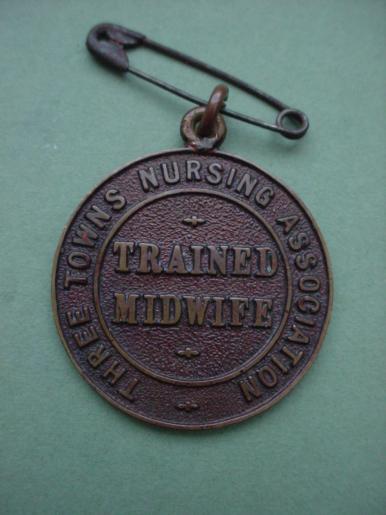 THREE TOWNS NURSING ASSOCIATION
TRAINED
MIDWIFE